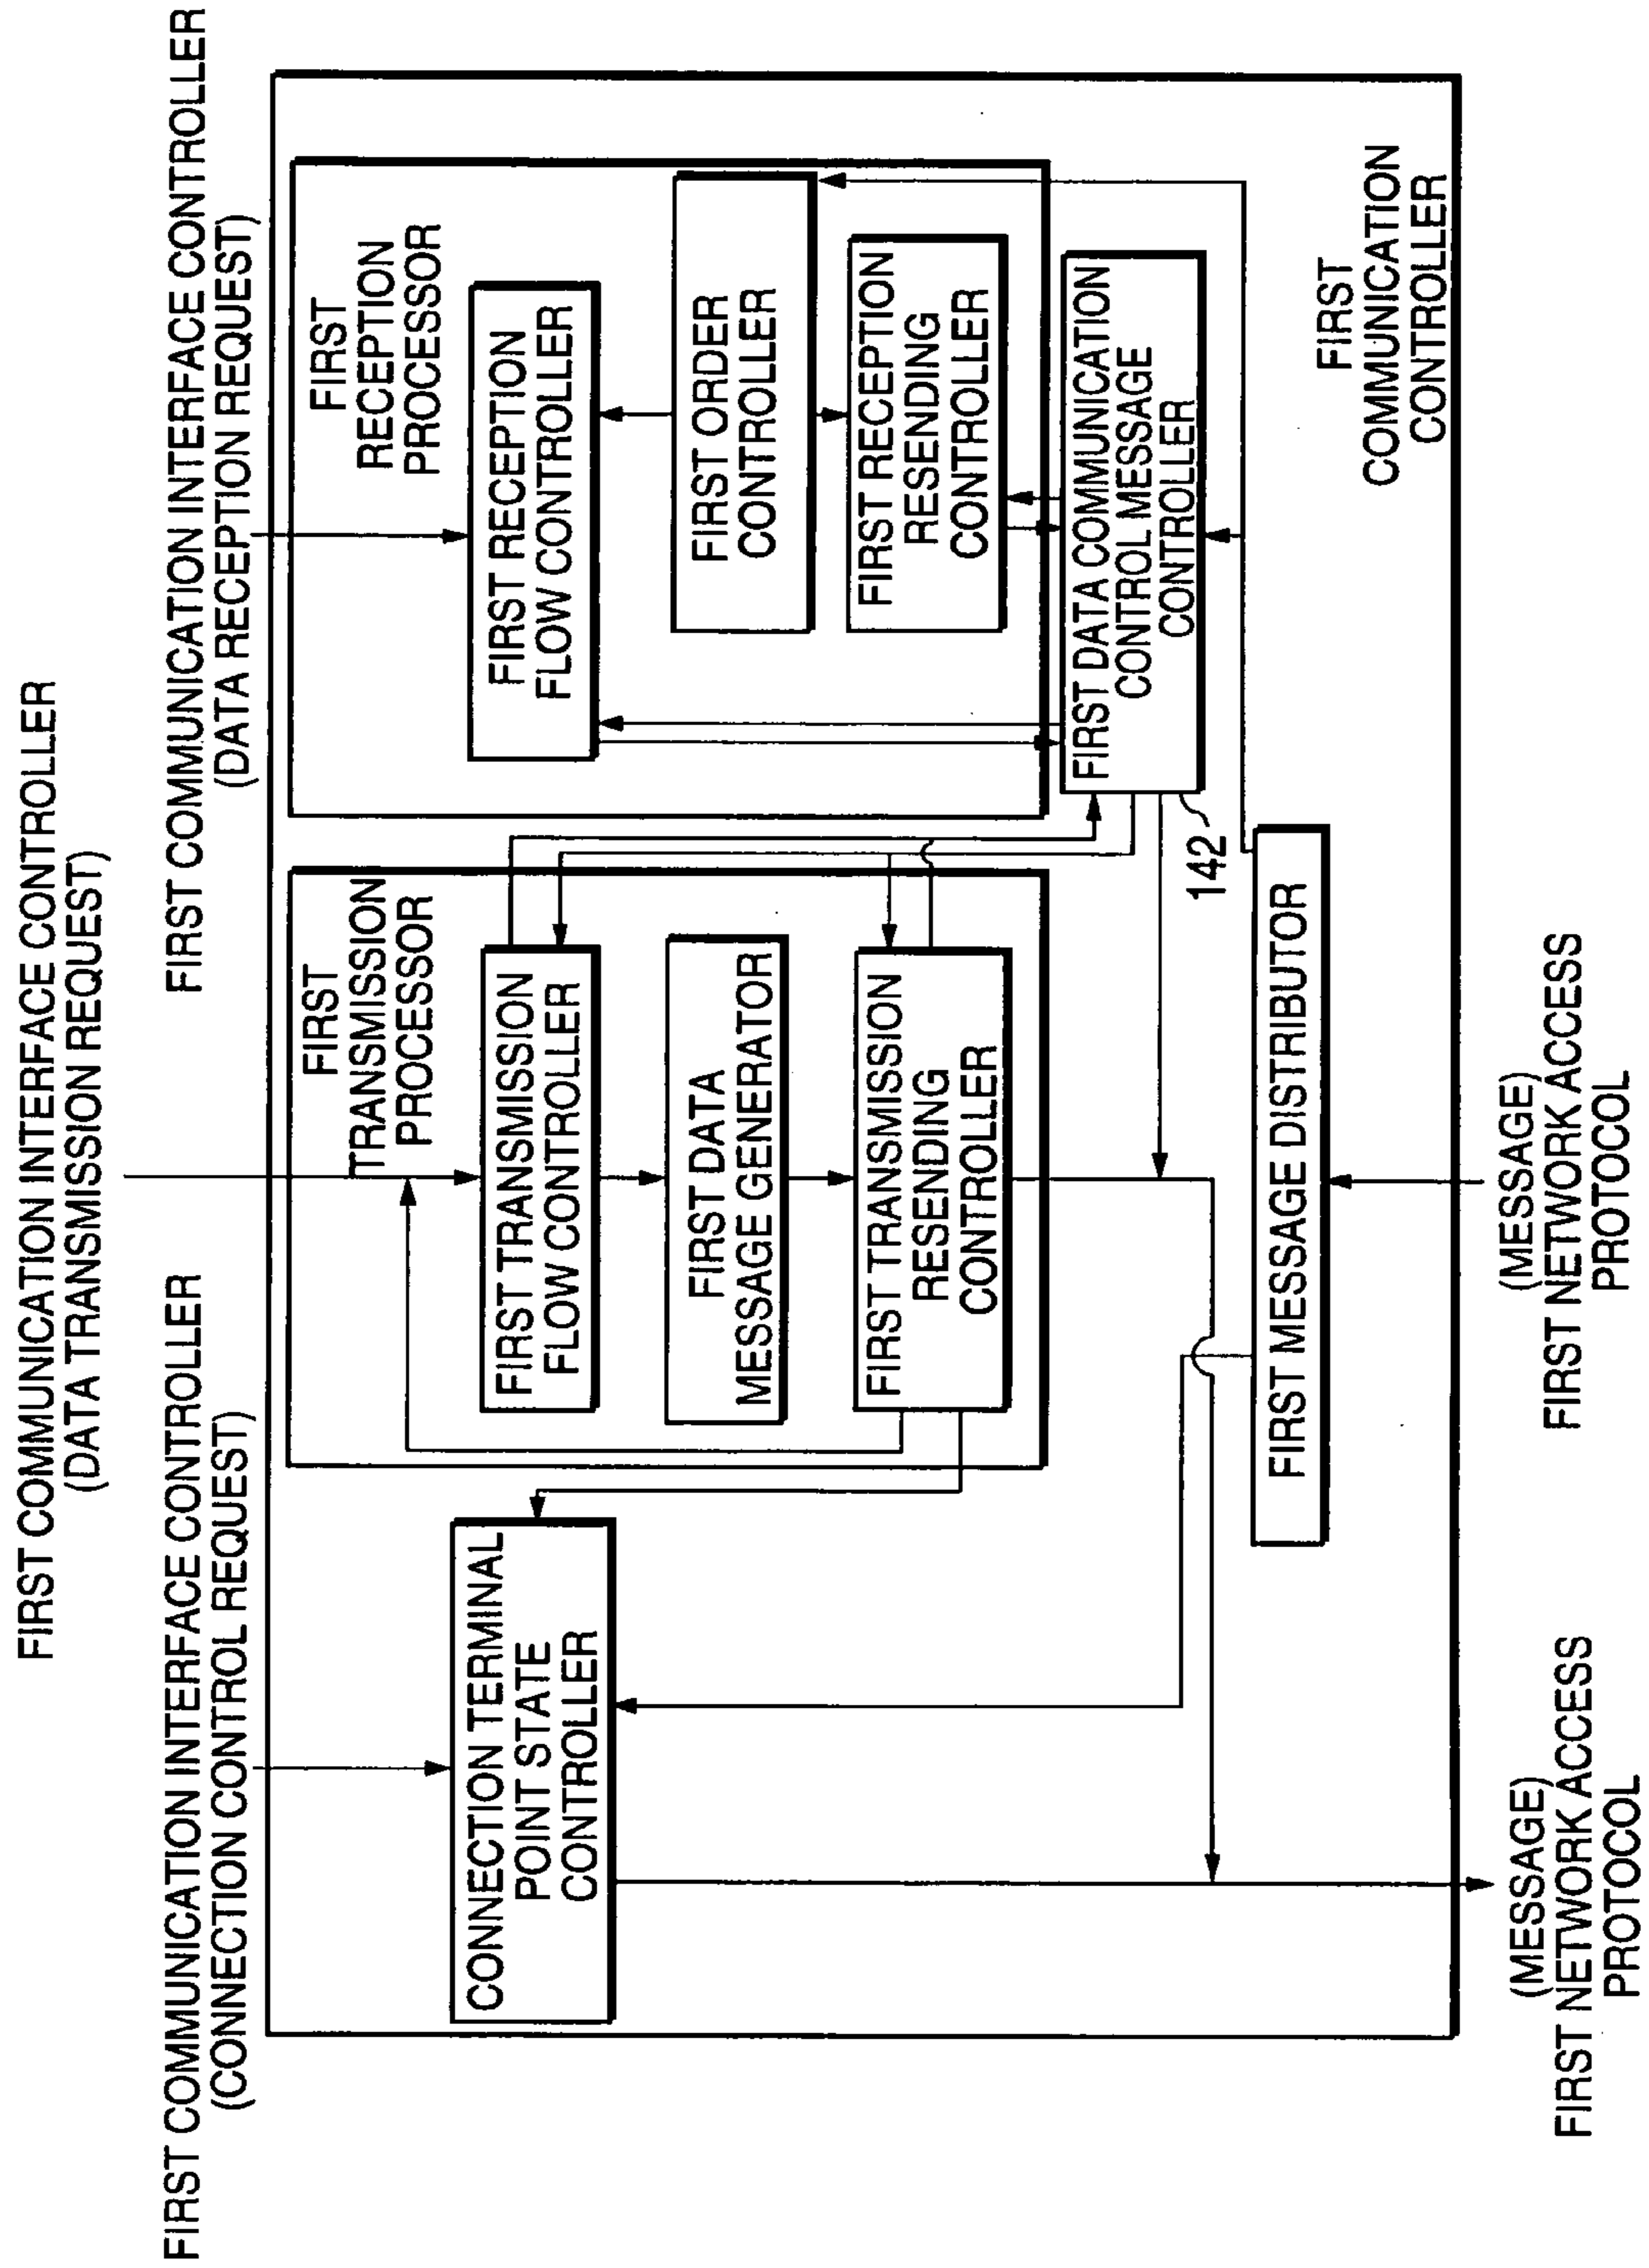 FIRST COMMUNICATION INTERFACE CONTROLLER
(DATA TRANSMISSION REQUEST)
FIRST COMMUNICATION INTERFACE CONTROLLER
(CONNECTION CONTROL REQUEST)
FIRST COMMUNICATION INTERFACE CONTROLLER
(DATA RECEPTION REQUEST)
CONNECTION TERMINAL
POINT STATE
CONTROLLER
FIRST
TRANSMISSION
PROCESSOR
FIRST TRANSMISSION
FLOW CONTROLLER
FIRST DATA
MESSAGE GENERATOR
FIRST TRANSMISSION
RESENDING
CONTROLLER
FIRST
RECEPTION
PROCESSOR
FIRST RECEPTION
FLOW CONTROLLER
FIRST ORDER
CONTROLLER
FIRST RECEPTION
RESENDING
CONTROLLER
FIRST DATA COMMUNICATION
CONTROL MESSAGE
CONTROLLER
142
FIRST MESSAGE DISTRIBUTOR
FIRST
COMMUNICATION
CONTROLLER
(MESSAGE)
FIRST NETWORK ACCESS
PROTOCOL
(MESSAGE)
FIRST NETWORK ACCESS
PROTOCOL